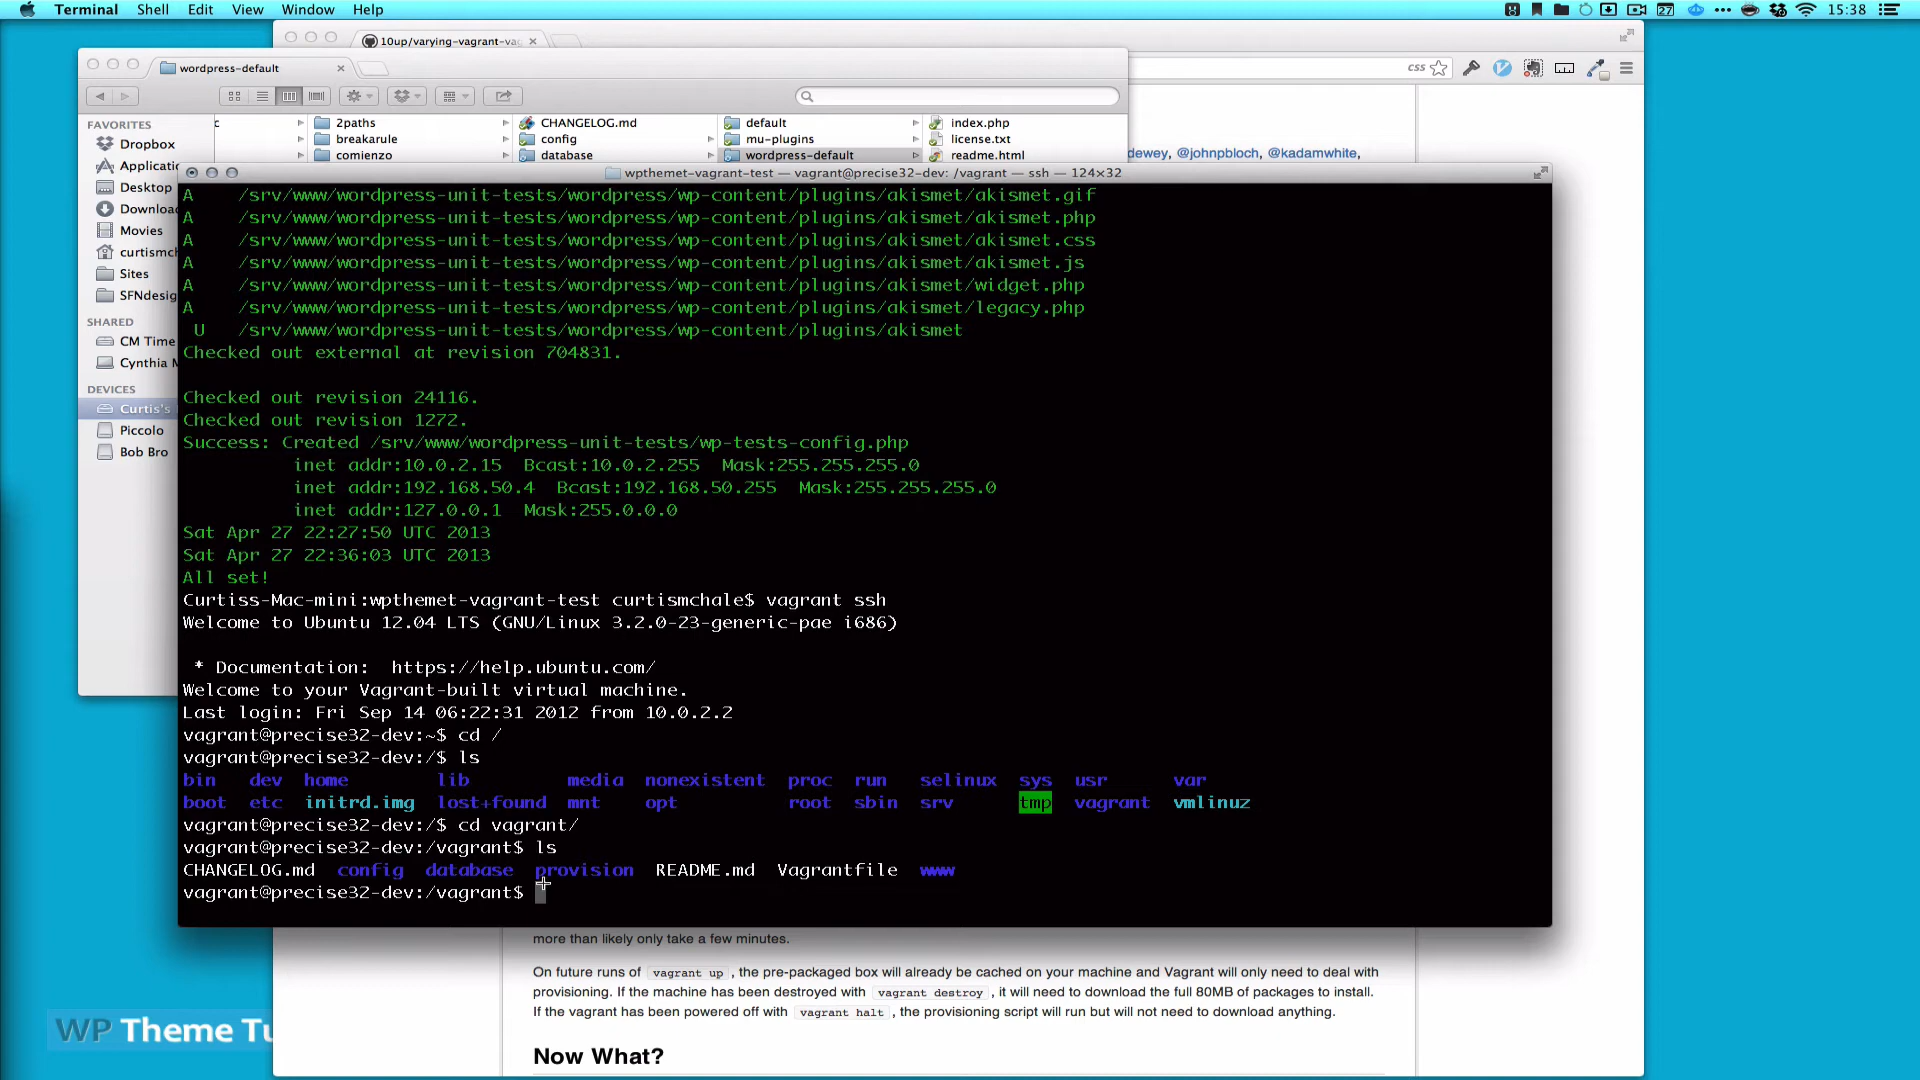 Terminal Shell Edit View Window Help 27 15:38
10up/varying-vagrant-va
wordpress-default
css
FAVORITES
Dropbox
Applicatio
Desktop
Download
Movies
curtismch
Sites
SFNdesig
SHARED
CM Time
Cynthia M
DEVICES
Curtis's
Piccolo
Bob Bro
c 2paths CHANGELOG.md default index.php
breakarule config mu-plugins license.txt
comienzo database wordpress-default readme.html
dewey, @johnpbloch, @kadamwhite,
wpthemet-vagrant-test — vagrant@precise32-dev: /vagrant — ssh — 124×32
A /srv/www/wordpress-unit-tests/wordpress/wp-content/plugins/akismet/akismet.gif
A /srv/www/wordpress-unit-tests/wordpress/wp-content/plugins/akismet/akismet.php
A /srv/www/wordpress-unit-tests/wordpress/wp-content/plugins/akismet/akismet.css
A /srv/www/wordpress-unit-tests/wordpress/wp-content/plugins/akismet/akismet.js
A /srv/www/wordpress-unit-tests/wordpress/wp-content/plugins/akismet/widget.php
A /srv/www/wordpress-unit-tests/wordpress/wp-content/plugins/akismet/legacy.php
U /srv/www/wordpress-unit-tests/wordpress/wp-content/plugins/akismet
Checked out external at revision 704831.
Checked out revision 24116.
Checked out revision 1272.
Success: Created /srv/www/wordpress-unit-tests/wp-tests-config.php
inet addr:10.0.2.15 Bcast:10.0.2.255 Mask:255.255.255.0
inet addr:192.168.50.4 Bcast:192.168.50.255 Mask:255.255.255.0
inet addr:127.0.0.1 Mask:255.0.0.0
Sat Apr 27 22:27:50 UTC 2013
Sat Apr 27 22:36:03 UTC 2013
All set!
Curtiss-Mac-mini:wpthemet-vagrant-test curtismchale$ vagrant ssh
Welcome to Ubuntu 12.04 LTS (GNU/Linux 3.2.0-23-generic-pae i686)
* Documentation: https://help.ubuntu.com/
Welcome to your Vagrant-built virtual machine.
Last login: Fri Sep 14 06:22:31 2012 from 10.0.2.2
vagrant@precise32-dev:~$ cd /
vagrant@precise32-dev:/$ ls
bin dev home lib media nonexistent proc run selinux sys usr var
boot etc initrd.img lost+found mnt opt root sbin srv tmp vagrant vmlinuz
vagrant@precise32-dev:/$ cd vagrant/
vagrant@precise32-dev:/vagrant$ ls
CHANGELOG.md config database provision README.md Vagrantfile www
vagrant@precise32-dev:/vagrant$
more than likely only take a few minutes.
On future runs of vagrant up , the pre-packaged box will already be cached on your machine and Vagrant will only need to deal with
provisioning. If the machine has been destroyed with vagrant destroy , it will need to download the full 80MB of packages to install.
If the vagrant has been powered off with vagrant halt , the provisioning script will run but will not need to download anything.
Now What?
WP Theme Tu